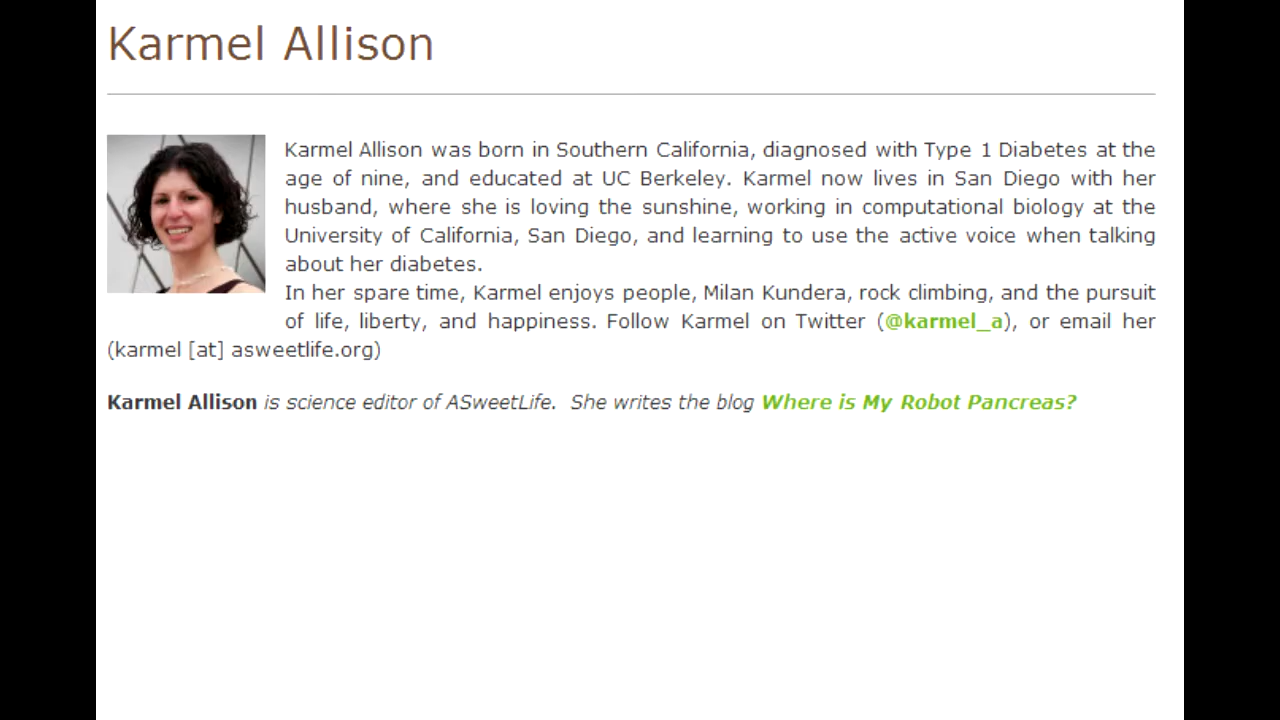 Karmel Allison
Karmel Allison was born in Southern California, diagnosed with Type 1 Diabetes at the
age of nine, and educated at UC Berkeley. Karmel now lives in San Diego with her
husband, where she is loving the sunshine, working in computational biology at the
University of California, San Diego, and learning to use the active voice when talking
about her diabetes.
In her spare time, Karmel enjoys people, Milan Kundera, rock climbing, and the pursuit
of life, liberty, and happiness. Follow Karmel on Twitter (@karmel_a), or email her
(karmel [at] asweetlife.org)
Karmel Allison is science editor of ASweetLife. She writes the blog Where is My Robot Pancreas?